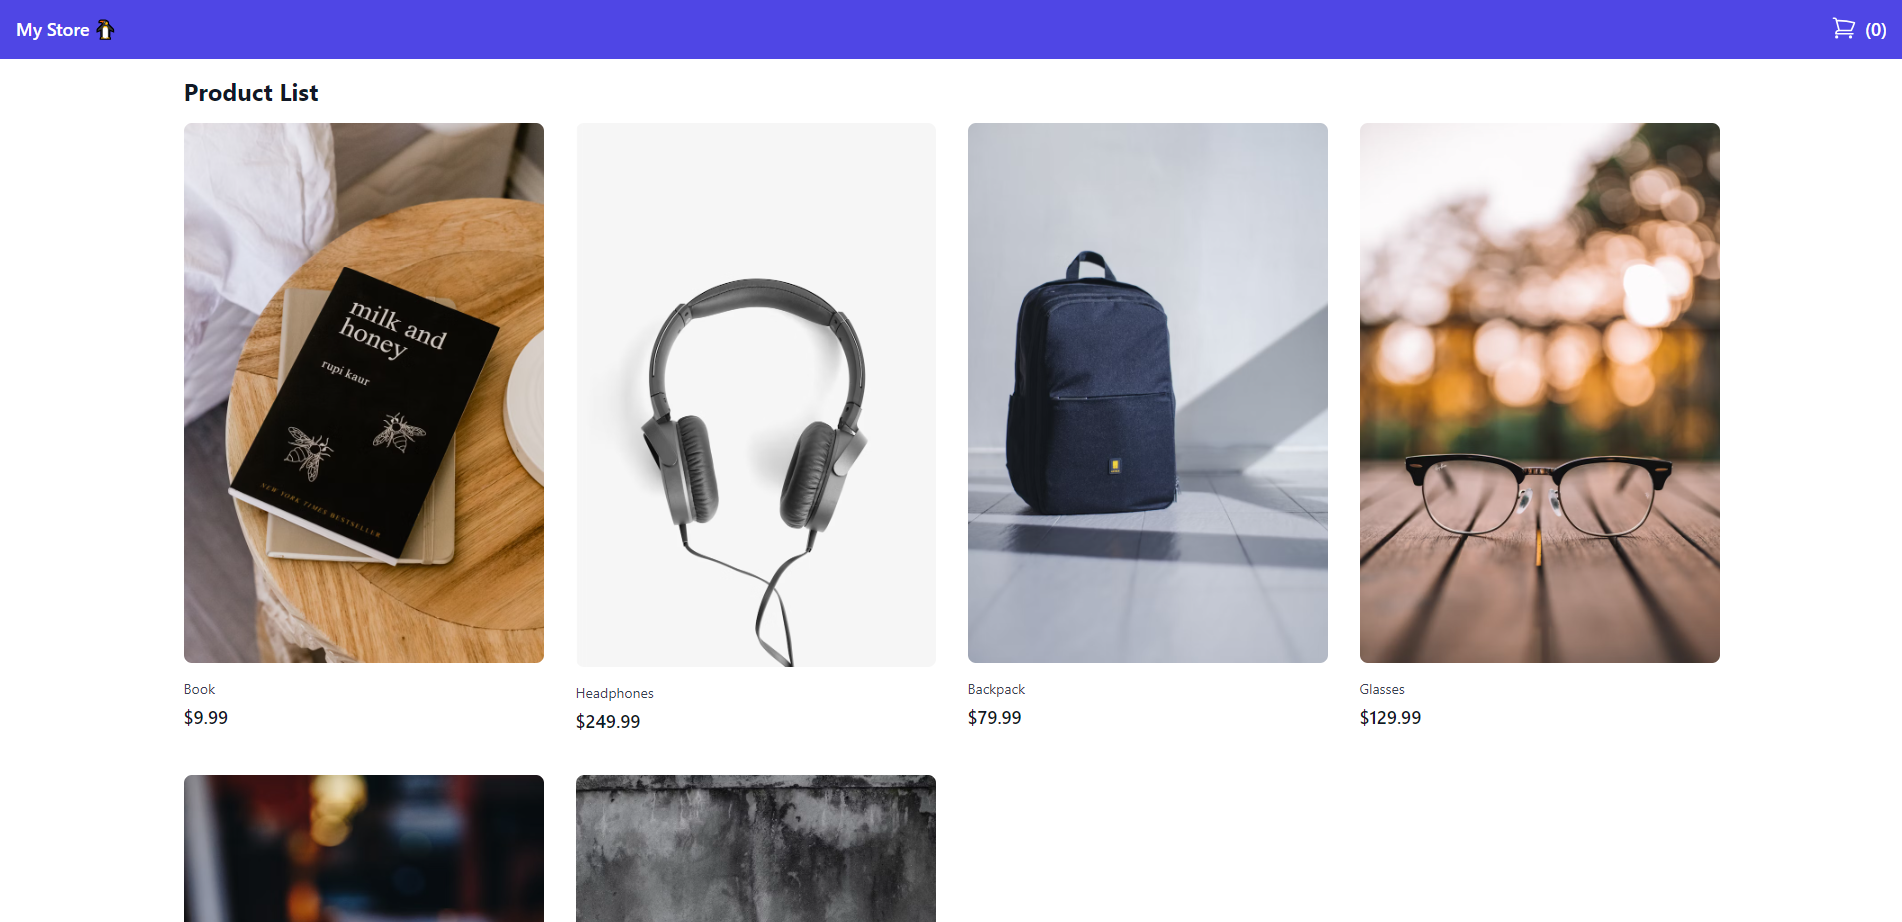 My Store
(0)
Product List
milk and
honey
rupi kaur
NEW YORK TIMES BESTSELLER
Book
$9.99
Headphones
$249.99
Backpack
$79.99
Glasses
$129.99